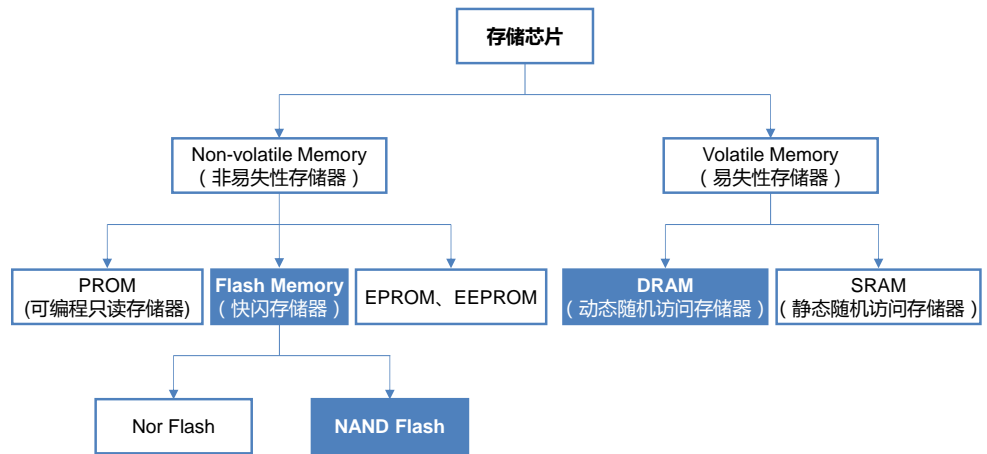 存储芯片
Non-volatile Memory
（非易失性存储器）
Volatile Memory
（易失性存储器）
PROM
(可编程只读存储器)
Flash Memory
（快闪存储器）
EPROM、EEPROM
DRAM
（动态随机访问存储器）
SRAM
（静态随机访问存储器）
Nor Flash
NAND Flash